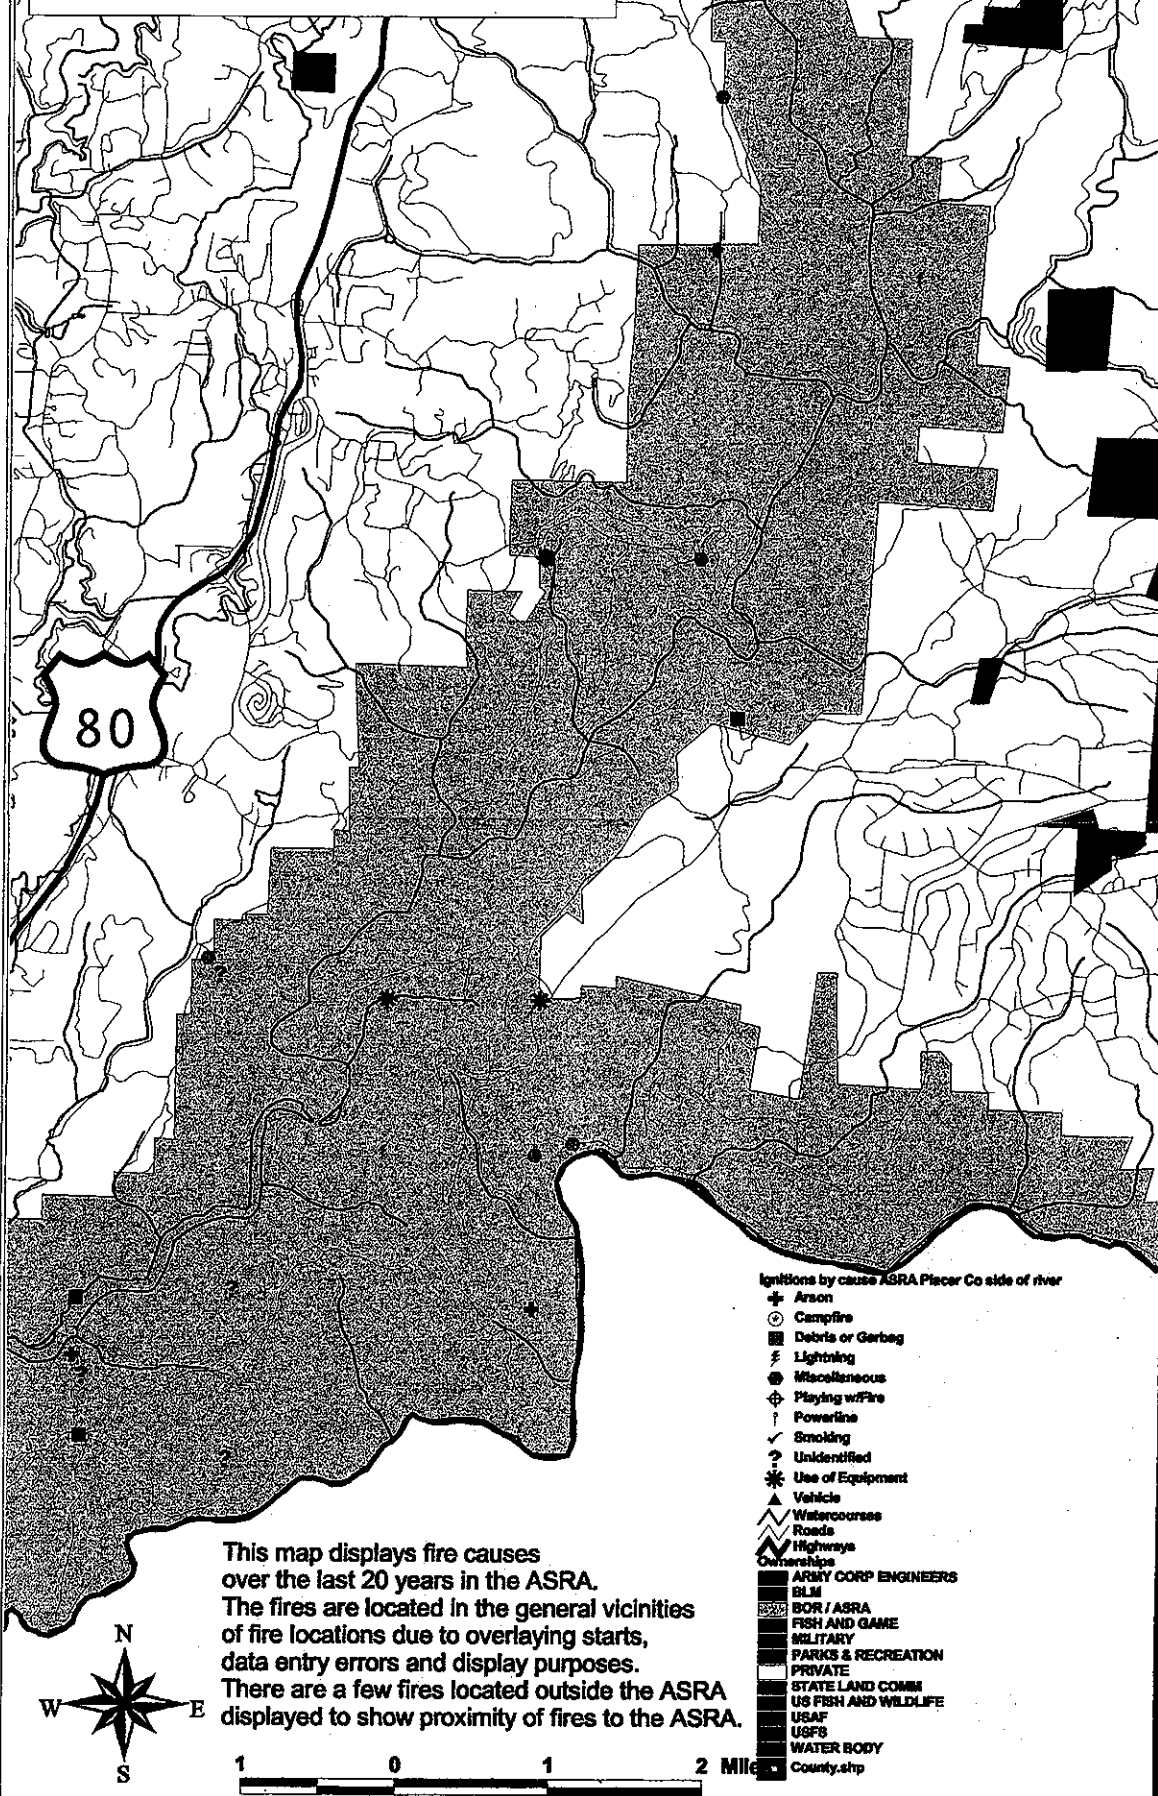 80
Ignitions by cause ASRA Placer Co side of river
Arson
Campfire
Debris or Garbag
Lightning
Miscellaneous
Playing w/Fire
Powerline
Smoking
Unidentified
Use of Equipment
Vehicle
Watercourses
Roads
Highways
Ownerships
ARMY CORP ENGINEERS
BLM
BOR / ASRA
FISH AND GAME
MILITARY
PARKS & RECREATION
PRIVATE
STATE LAND COMM
US FISH AND WILDLIFE
USAF
USFS
WATER BODY
County.shp
This map displays fire causes
over the last 20 years in the ASRA.
The fires are located in the general vicinities
of fire locations due to overlaying starts,
data entry errors and display purposes.
There are a few fires located outside the ASRA
displayed to show proximity of fires to the ASRA.
N
W E
S
1 0 1 2 Mile